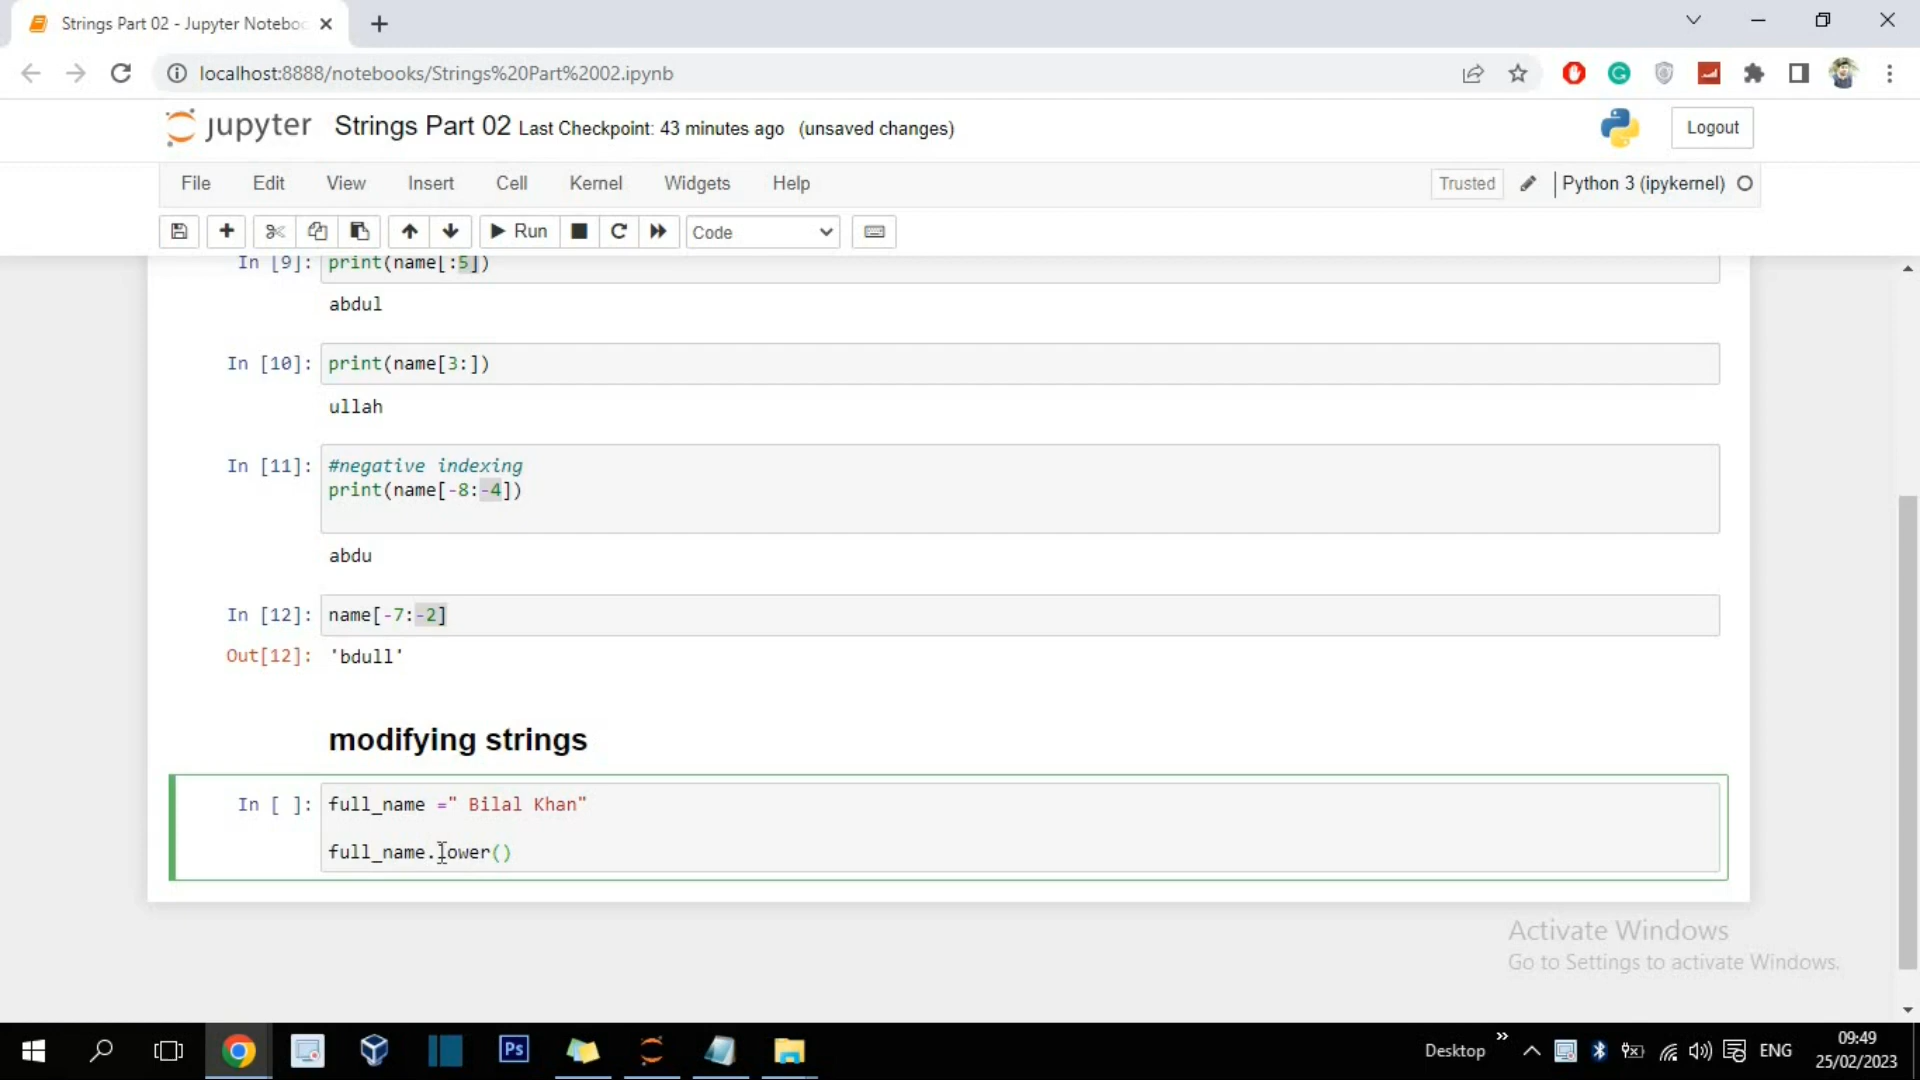 Strings Part 02 - Jupyter Noteboo
localhost:8888/notebooks/Strings%20Part%2002.ipynb
jupyter Strings Part 02 Last Checkpoint: 43 minutes ago (unsaved changes)
Logout
File Edit View Insert Cell Kernel Widgets Help
Trusted Python 3 (ipykernel)
Run Code
In [9]: print(name[:5])
abdul
In [10]: print(name[3:])
ullah
In [11]: #negative indexing
print(name[-8:-4])
abdu
In [12]: name[-7:-2]
Out[12]: 'bdull'
modifying strings
In [ ]: full_name =" Bilal Khan"
full_name.lower()
Activate Windows
Go to Settings to activate Windows.
Ps
Desktop
ENG
09:49
25/02/2023